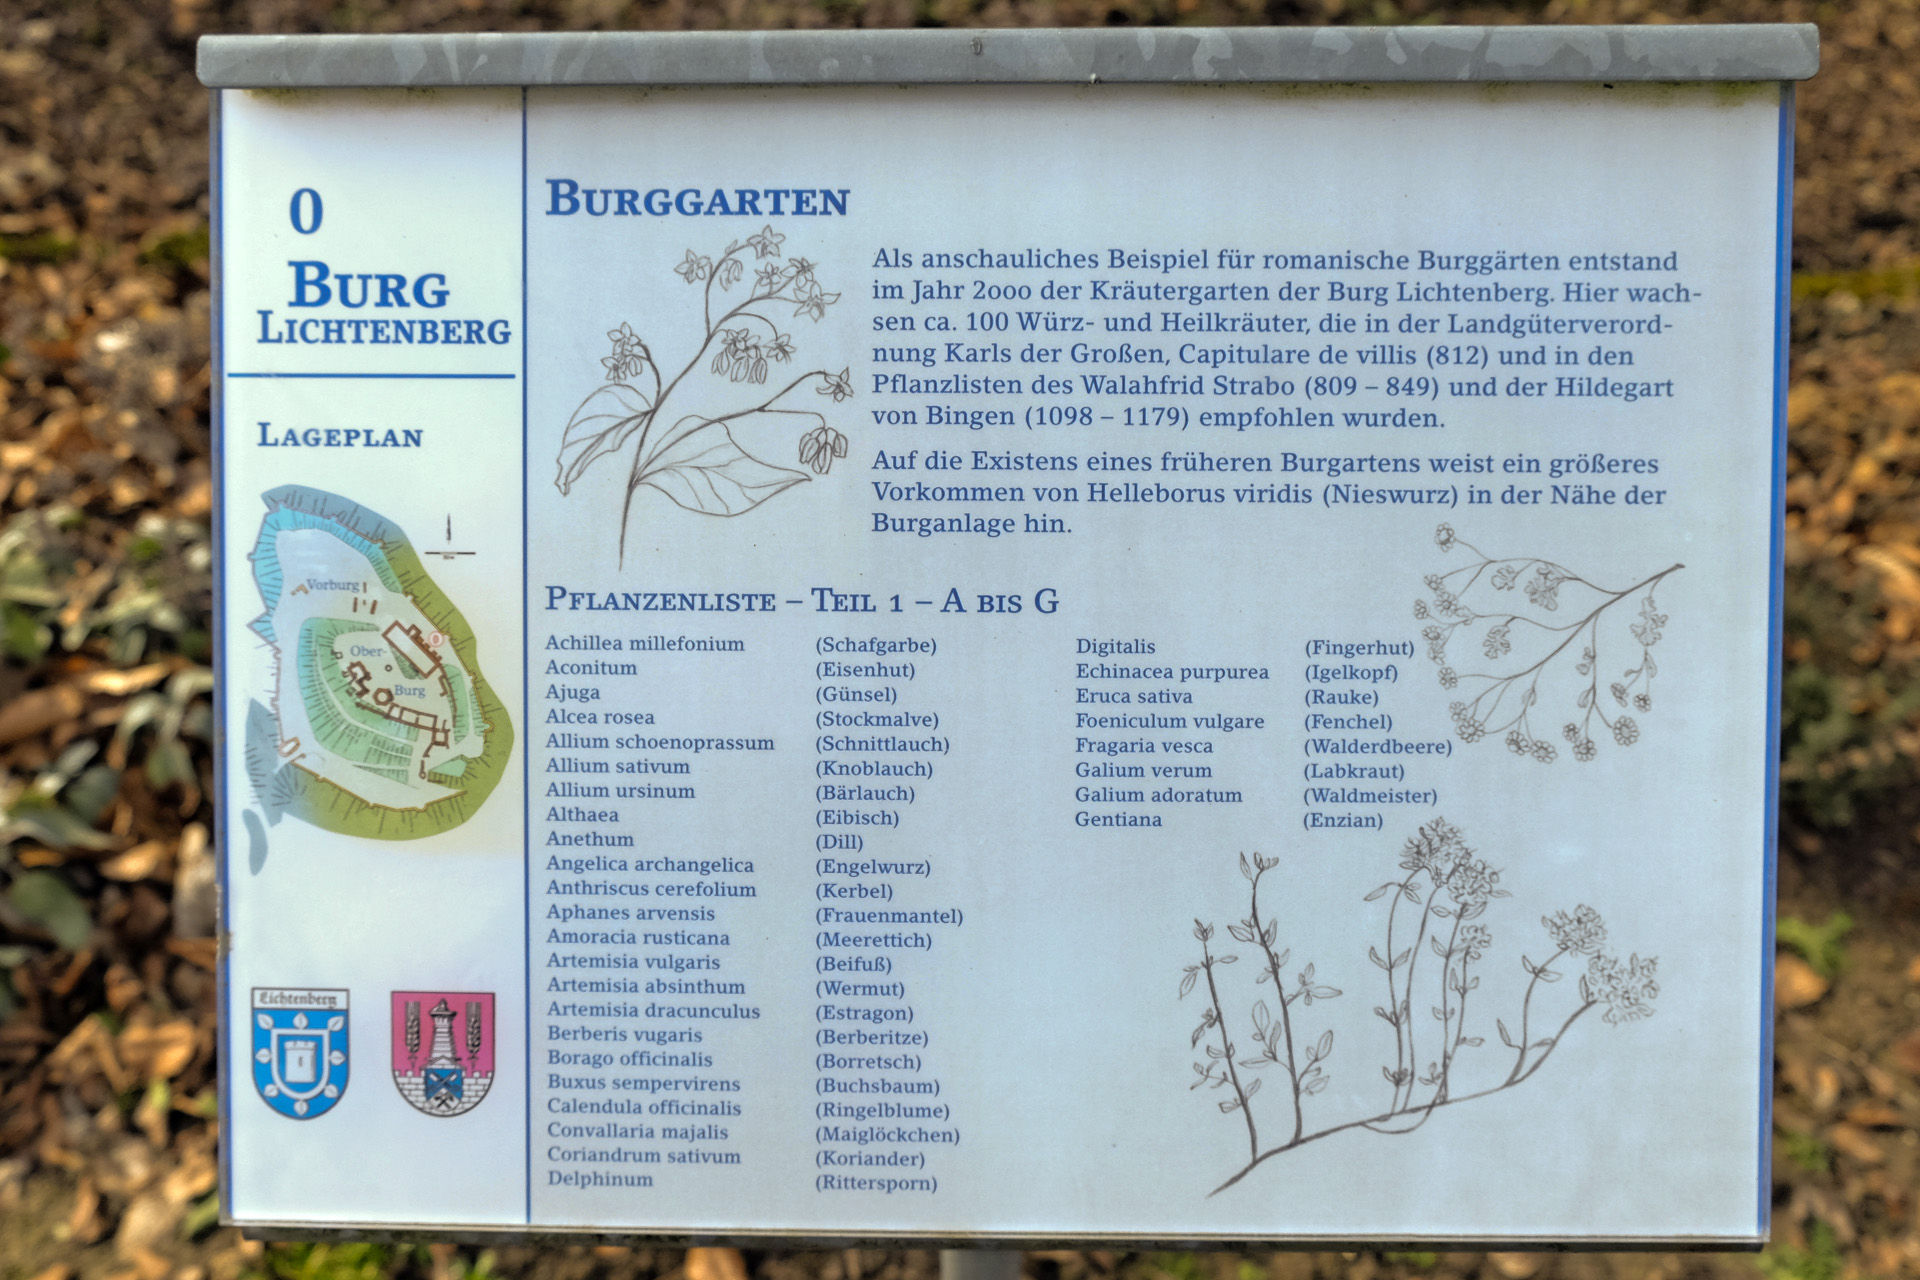 0
BURG
LICHTENBERG
LAGEPLAN
Vorburg
Ober-
Burg
0
Lichtenberg
BURGGARTEN
Als anschauliches Beispiel für romanische Burggärten entstand
im Jahr 2000 der Kräutergarten der Burg Lichtenberg. Hier wach-
sen ca. 100 Würz- und Heilkräuter, die in der Landgüterverord-
nung Karls der Großen, Capitulare de villis (812) und in den
Pflanzlisten des Walahfrid Strabo (809 – 849) und der Hildegart
von Bingen (1098 – 1179) empfohlen wurden.
Auf die Existens eines früheren Burgartens weist ein größeres
Vorkommen von Helleborus viridis (Nieswurz) in der Nähe der
Burganlage hin.
PFLANZENLISTE – TEIL 1 – A BIS G
Achillea millefonium (Schafgarbe)
Aconitum (Eisenhut)
Ajuga (Günsel)
Alcea rosea (Stockmalve)
Allium schoenoprassum (Schnittlauch)
Allium sativum (Knoblauch)
Allium ursinum (Bärlauch)
Althaea (Eibisch)
Anethum (Dill)
Angelica archangelica (Engelwurz)
Anthriscus cerefolium (Kerbel)
Aphanes arvensis (Frauenmantel)
Amoracia rusticana (Meerettich)
Artemisia vulgaris (Beifuß)
Artemisia absinthum (Wermut)
Artemisia dracunculus (Estragon)
Berberis vugaris (Berberitze)
Borago officinalis (Borretsch)
Buxus sempervirens (Buchsbaum)
Calendula officinalis (Ringelblume)
Convallaria majalis (Maiglöckchen)
Coriandrum sativum (Koriander)
Delphinum (Rittersporn)
Digitalis (Fingerhut)
Echinacea purpurea (Igelkopf)
Eruca sativa (Rauke)
Foeniculum vulgare (Fenchel)
Fragaria vesca (Walderdbeere)
Galium verum (Labkraut)
Galium adoratum (Waldmeister)
Gentiana (Enzian)